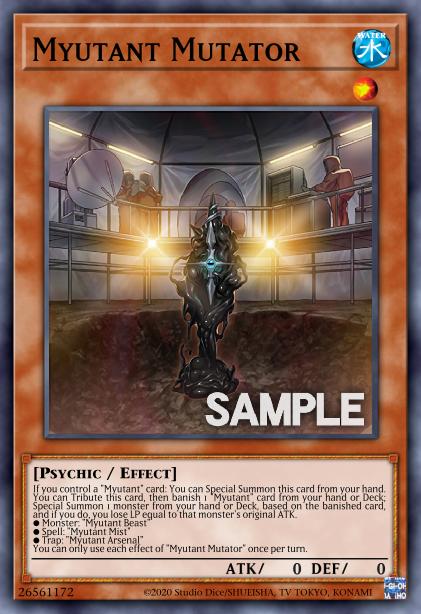 MYUTANT MUTATOR
WATER
水
SAMPLE
[PSYCHIC / EFFECT]
If you control a "Myutant" card: You can Special Summon this card from your hand.
You can Tribute this card, then banish 1 "Myutant" card from your hand or Deck;
Special Summon 1 monster from your hand or Deck, based on the banished card,
and if you do, you lose LP equal to that monster's original ATK.
● Monster: "Myutant Beast"
● Spell: "Myutant Mist"
● Trap: "Myutant Arsenal"
You can only use each effect of "Myutant Mutator" once per turn.
ATK/ 0 DEF/ 0
26561172 ©2020 Studio Dice/SHUEISHA, TV TOKYO, KONAMI